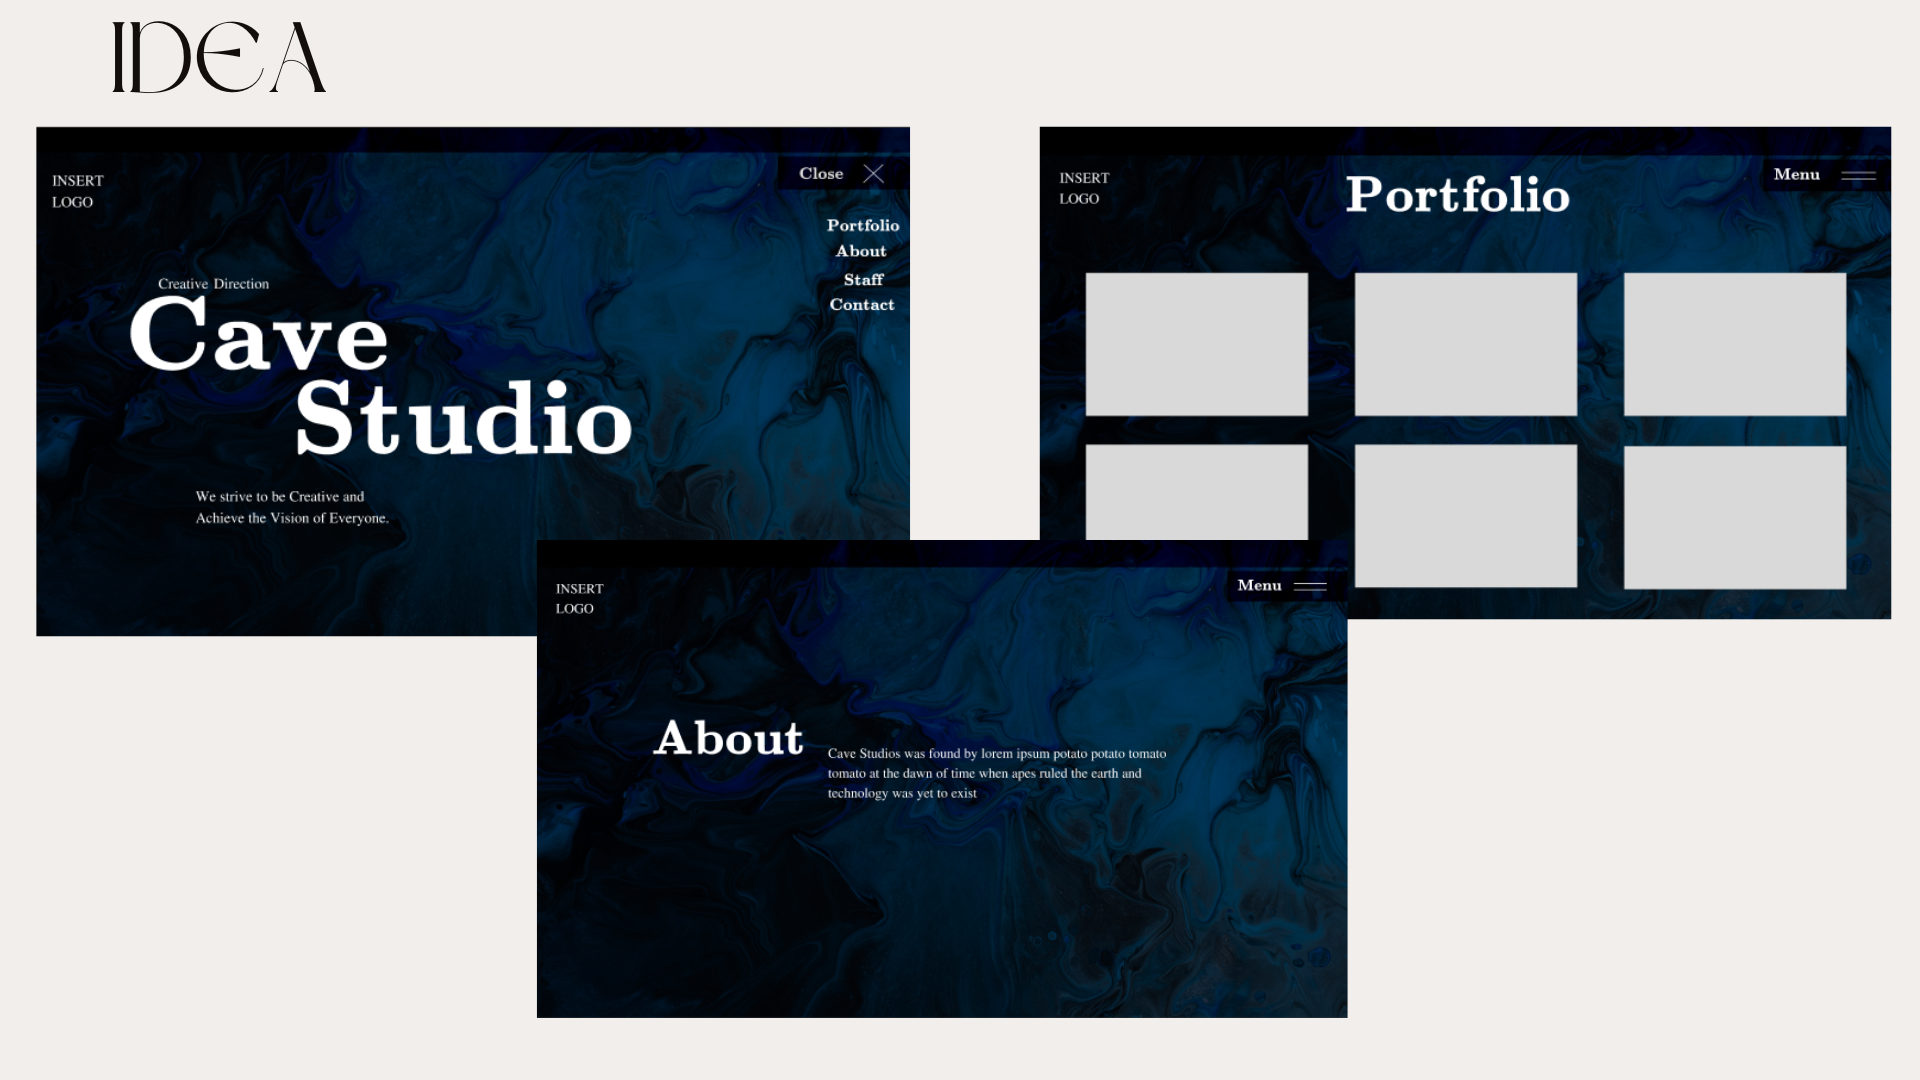 IDEA
INSERT
LOGO
Close
Portfolio
About
Staff
Contact
Creative Direction
Cave
Studio
We strive to be Creative and
Achieve the Vision of Everyone.
INSERT
LOGO
Portfolio
Menu
INSERT
LOGO
Menu
About
Cave Studios was found by lorem ipsum potato potato tomato
tomato at the dawn of time when apes ruled the earth and
technology was yet to exist